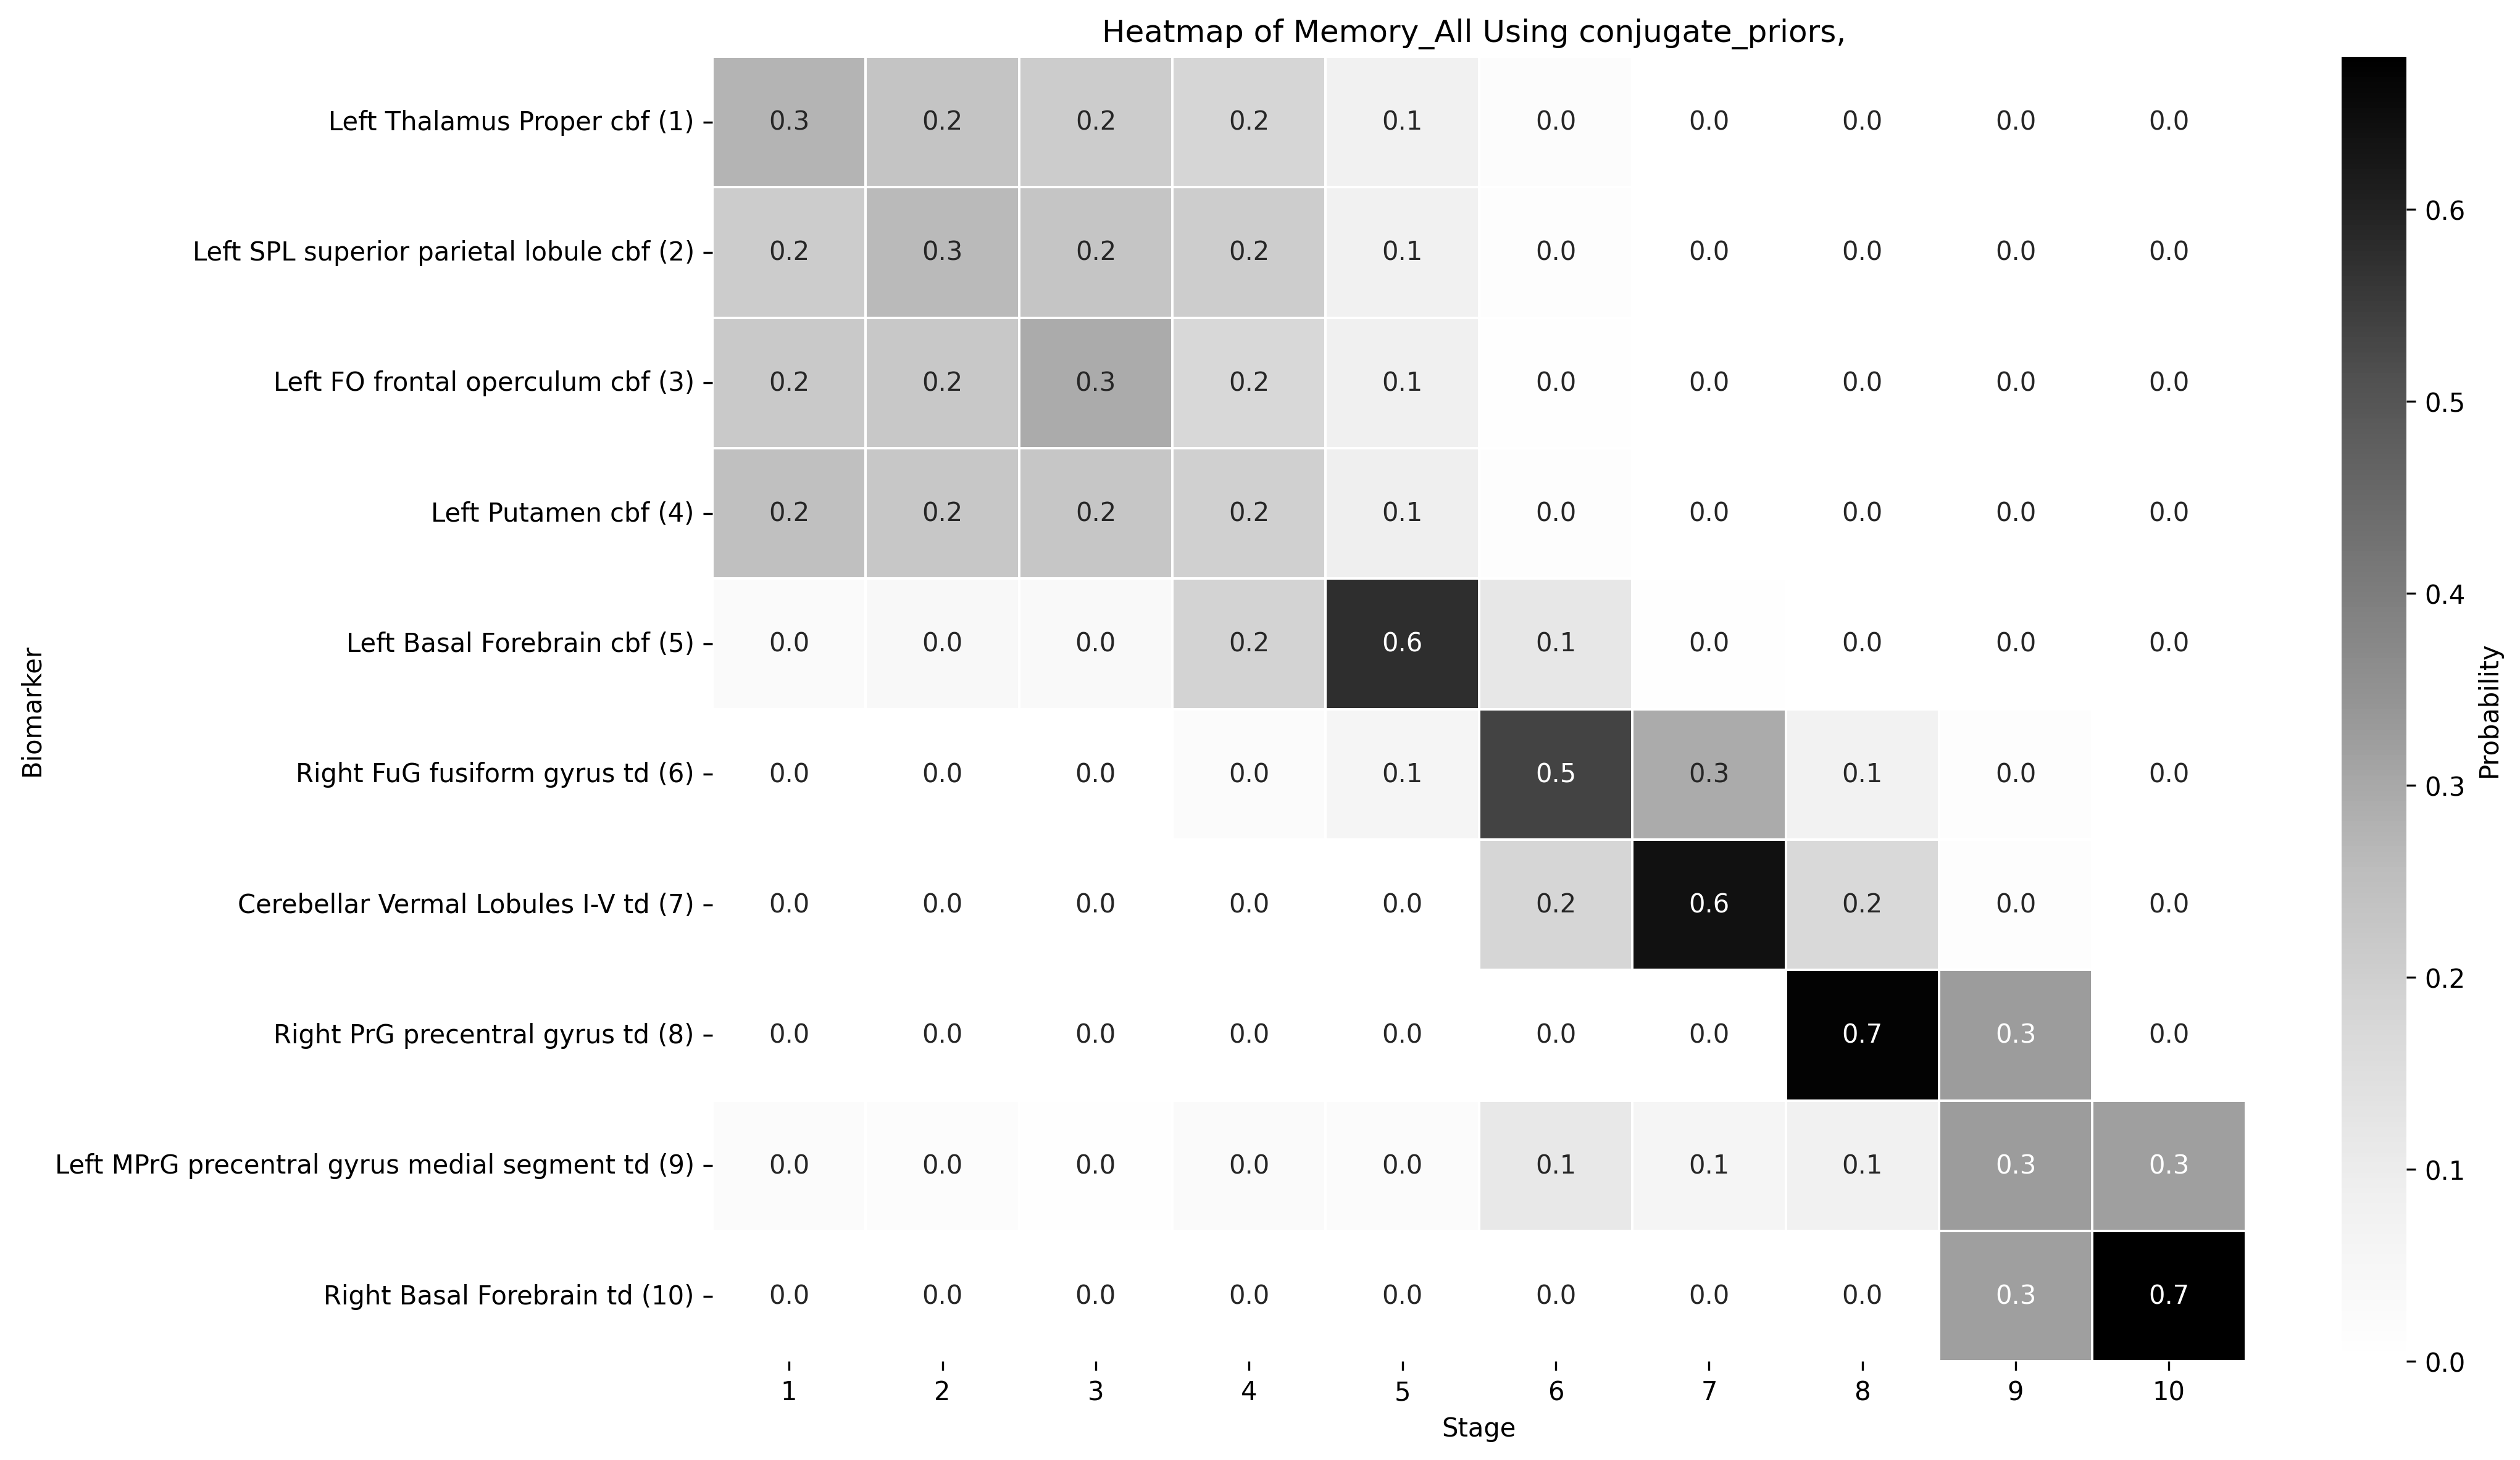 Heatmap of Memory_All Using conjugate_priors,
Left Thalamus Proper cbf (1) 0.3 0.2 0.2 0.2 0.1 0.0 0.0 0.0 0.0 0.0
Left SPL superior parietal lobule cbf (2) 0.2 0.3 0.2 0.2 0.1 0.0 0.0 0.0 0.0 0.0
Left FO frontal operculum cbf (3) 0.2 0.2 0.3 0.2 0.1 0.0 0.0 0.0 0.0 0.0
Left Putamen cbf (4) 0.2 0.2 0.2 0.2 0.1 0.0 0.0 0.0 0.0 0.0
Left Basal Forebrain cbf (5) 0.0 0.0 0.0 0.2 0.6 0.1 0.0 0.0 0.0 0.0
Right FuG fusiform gyrus td (6) 0.0 0.0 0.0 0.0 0.1 0.5 0.3 0.1 0.0 0.0
Cerebellar Vermal Lobules I-V td (7) 0.0 0.0 0.0 0.0 0.0 0.2 0.6 0.2 0.0 0.0
Right PrG precentral gyrus td (8) 0.0 0.0 0.0 0.0 0.0 0.0 0.0 0.7 0.3 0.0
Left MPrG precentral gyrus medial segment td (9) 0.0 0.0 0.0 0.0 0.0 0.1 0.1 0.1 0.3 0.3
Right Basal Forebrain td (10) 0.0 0.0 0.0 0.0 0.0 0.0 0.0 0.0 0.3 0.7
1 2 3 4 5 6 7 8 9 10
Stage
Biomarker
0.6
0.5
0.4
0.3
0.2
0.1
0.0
Probability